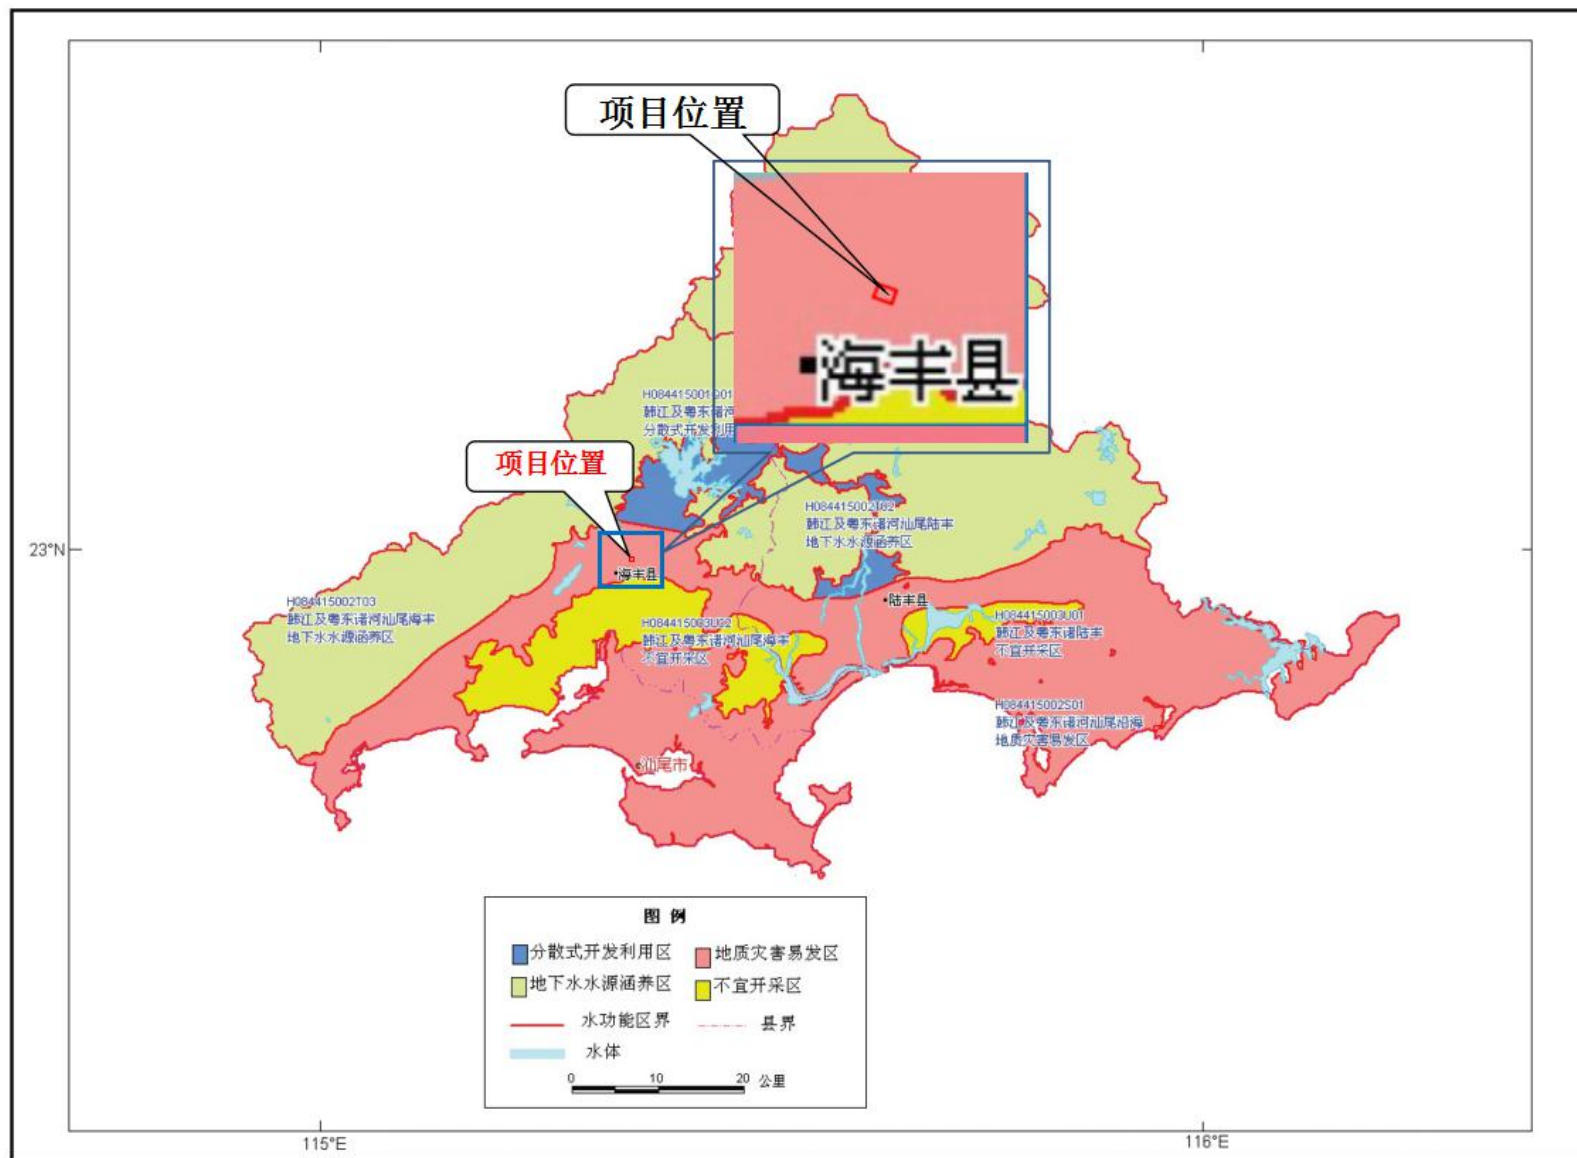 项目位置
海丰县
H084415001Q01
韩江及粤东诸河
分散式开发利用
项目位置
H084415002T02
韩江及粤东诸河汕尾陆丰
地下水水源涵养区
23°N
海丰县
陆丰县
H084415002T03
韩江及粤东诸河汕尾海丰
地下水水源涵养区
H084415003U02
韩江及粤东诸河汕尾海丰
不宜开采区
H084415003U01
韩江及粤东诸陆丰
不宜开采区
H084415002S01
韩江及粤东诸河汕尾沿海
地质灾害易发区
汕尾市
图 例
分散式开发利用区
地质灾害易发区
地下水水源涵养区
不宜开采区
水功能区界
县界
水体
0 10 20 公里
115°E
116°E